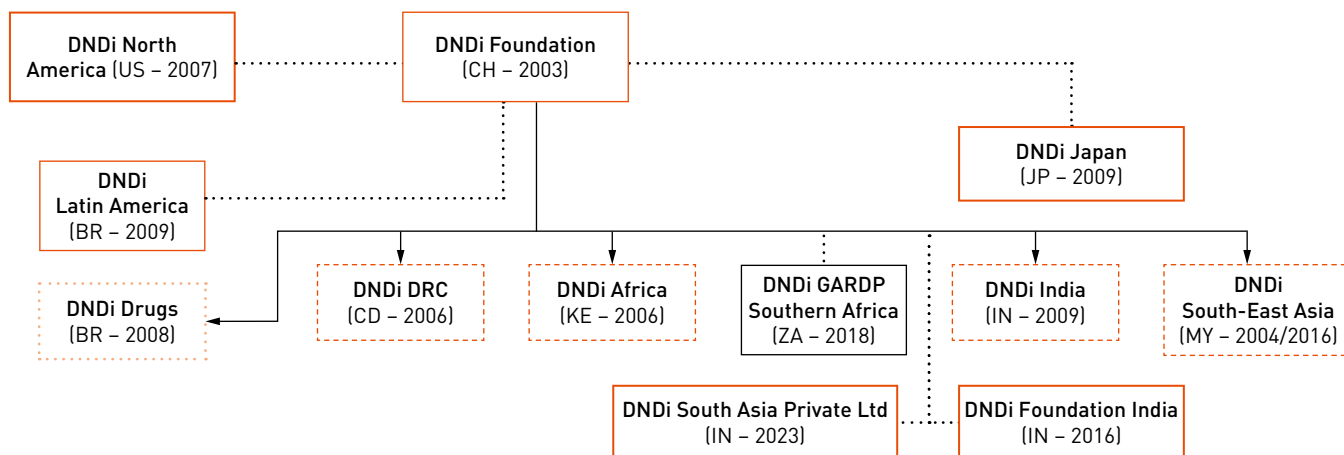 DNDi North
America (US – 2007)
DNDi Foundation
(CH – 2003)
DNDi Japan
(JP – 2009)
DNDi
Latin America
(BR – 2009)
DNDi Drugs
(BR – 2008)
DNDi DRC
(CD – 2006)
DNDi Africa
(KE – 2006)
DNDi GARDP
Southern Africa
(ZA – 2018)
DNDi India
(IN – 2009)
DNDi
South-East Asia
(MY – 2004/2016)
DNDi South Asia Private Ltd
(IN – 2023)
DNDi Foundation India
(IN – 2016)